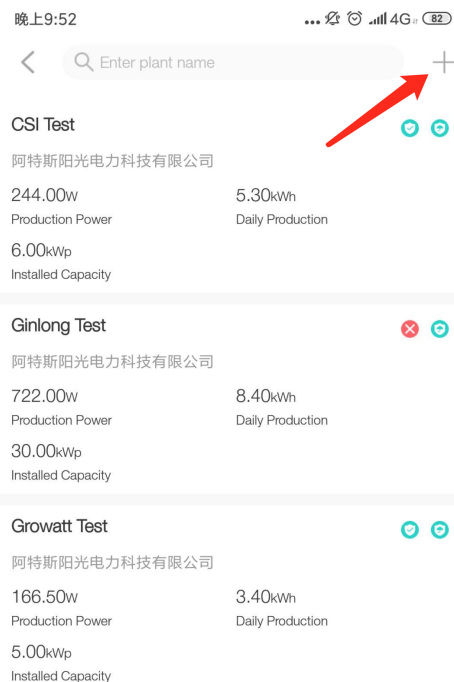 晚上9:52
4G
82
Enter plant name
CSI Test
阿特斯阳光电力科技有限公司
244.00W 5.30kWh
Production Power Daily Production
6.00kWp
Installed Capacity
Ginlong Test
阿特斯阳光电力科技有限公司
722.00W 8.40kWh
Production Power Daily Production
30.00kWp
Installed Capacity
Growatt Test
阿特斯阳光电力科技有限公司
166.50W 3.40kWh
Production Power Daily Production
5.00kWp
Installed Capacity